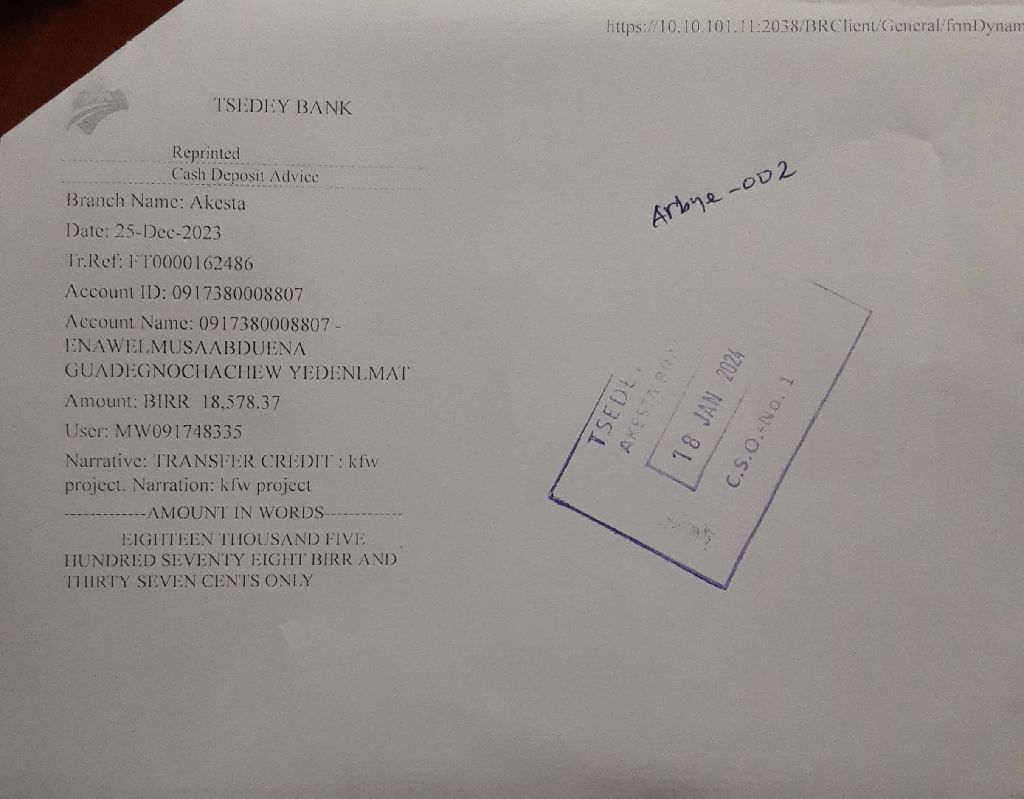 https://10.10.101.11:2038/BRClient/General/frmDynam
TSEDEY BANK
Reprinted
Cash Deposit Advice
Branch Name: Akesta
Date: 25-Dec-2023
Tr.Ref: FT0000162486
Account ID: 0917380008807
Account Name: 0917380008807 -
ENAWELMUSAABDUENA
GUADEGNOCHACHEW YEDENLMAT
Amount: BIRR 18,578.37
User: MW091748335
Narrative: TRANSFER CREDIT : kfw
project. Narration: kfw project
-------------AMOUNT IN WORDS------------
EIGHTEEN THOUSAND FIVE
HUNDRED SEVENTY EIGHT BIRR AND
THIRTY SEVEN CENTS ONLY
Arbye-002
TSEDE
AKESTA BR
18 JAN 2024
C.S.O.-No. 1